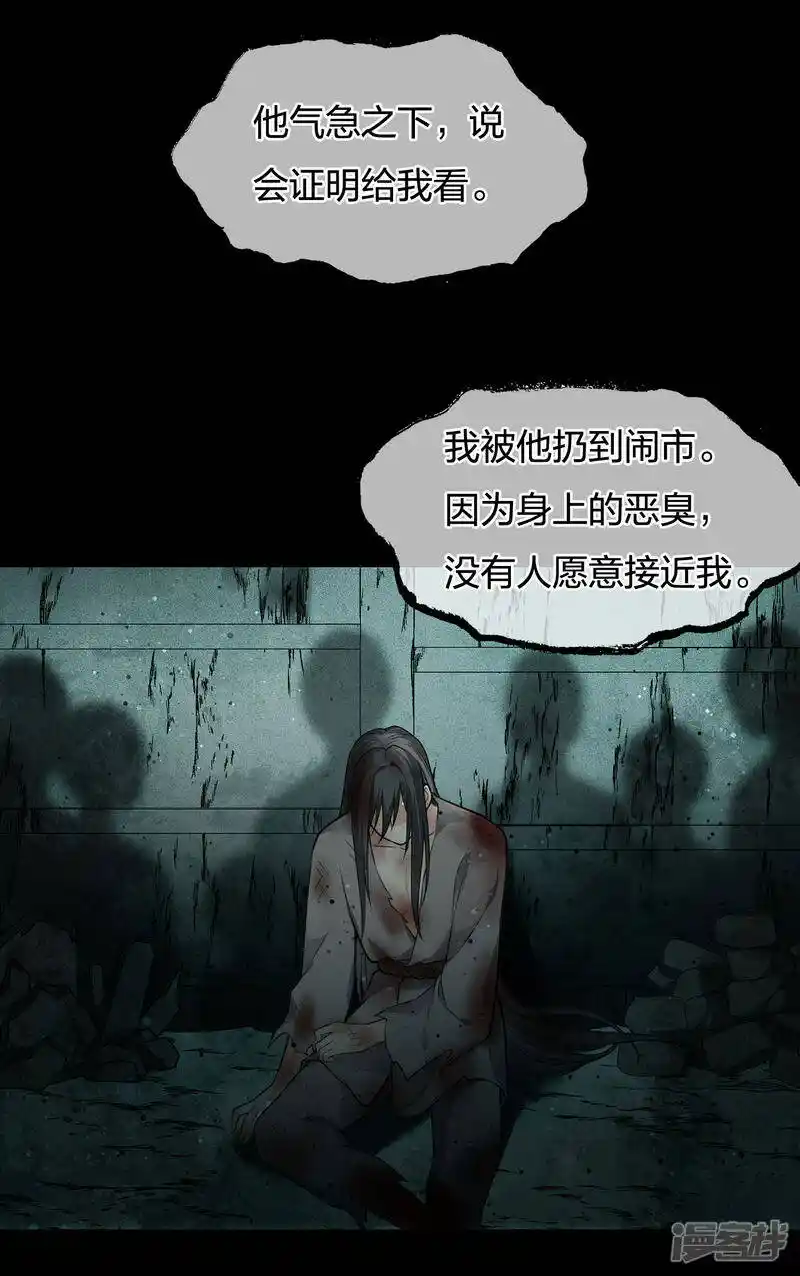 他气急之下，说
会证明给我看。
我被他扔到闹市。
因为身上的恶臭，
没有人愿意接近我。
漫客栈